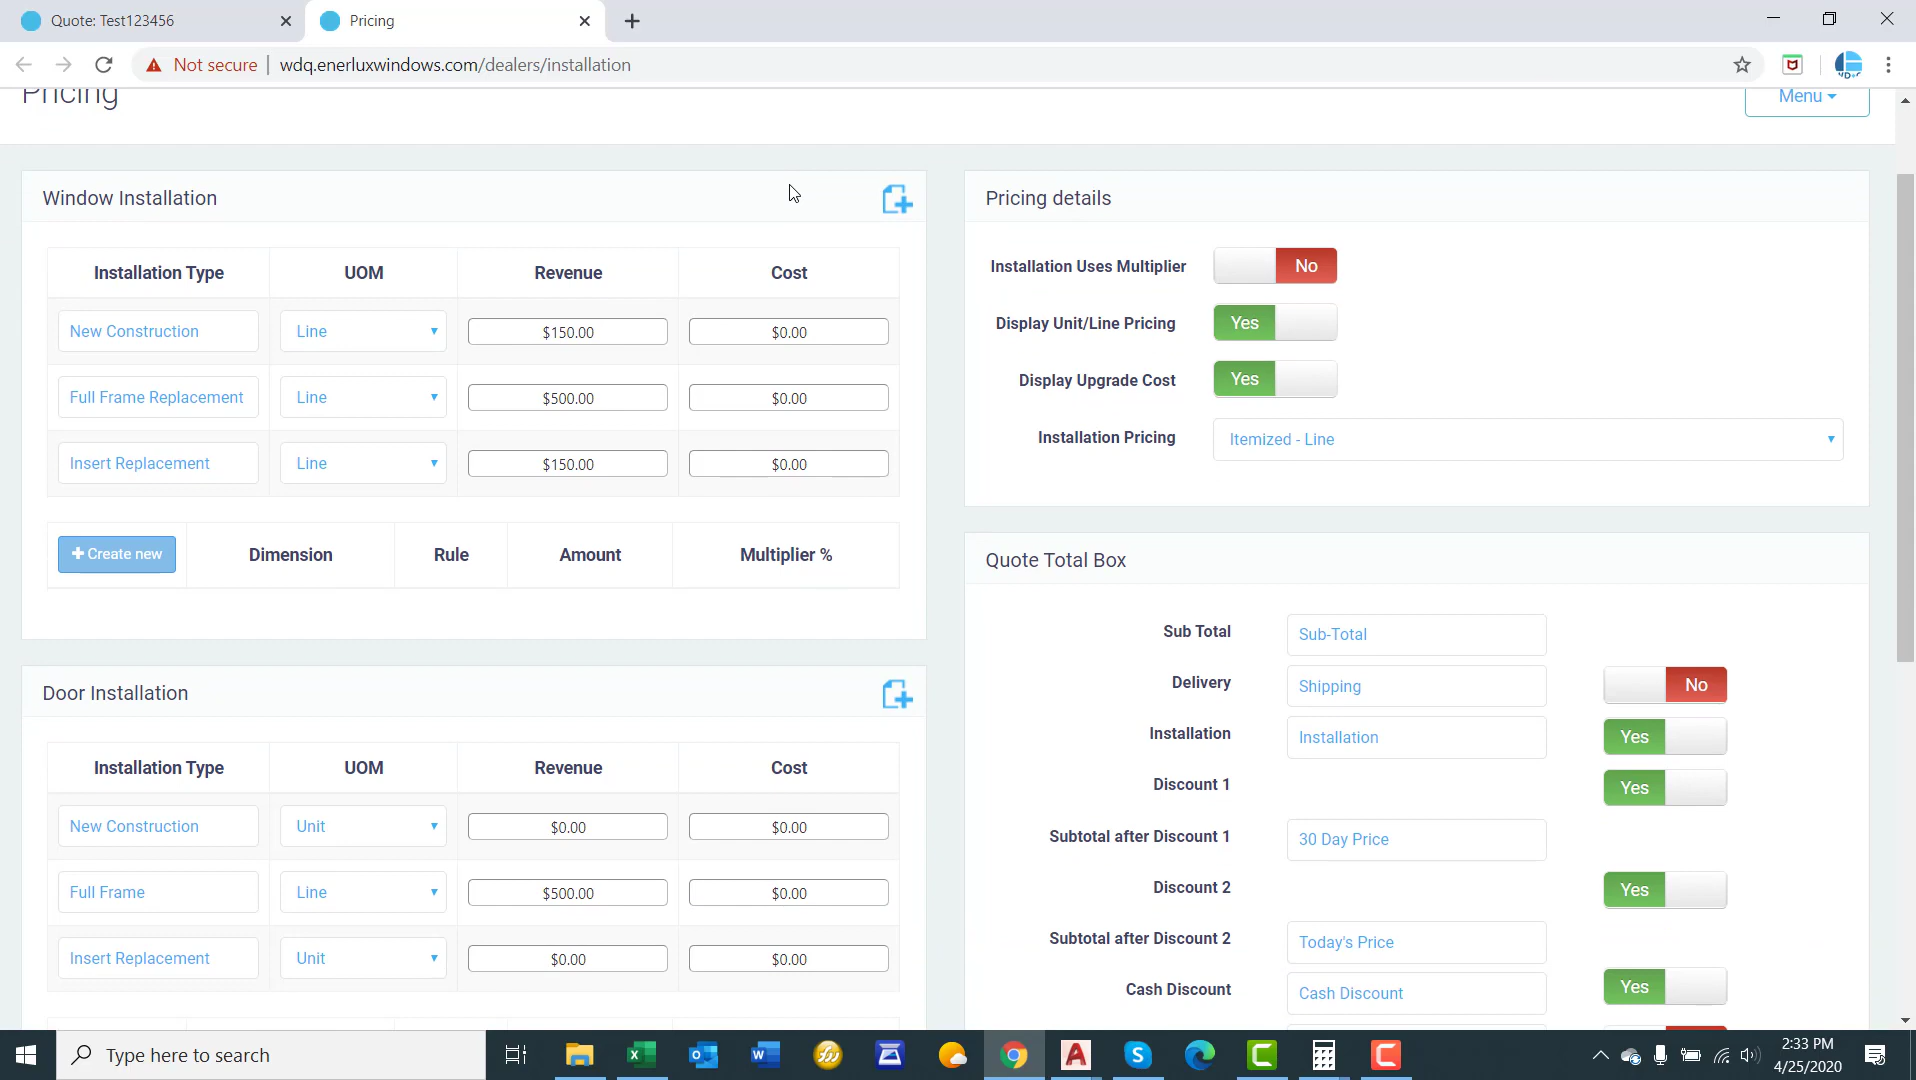 Quote: Test123456
Pricing
Not secure | wdq.enerluxwindows.com/dealers/installation
Pricing
Menu
Window Installation
Installation Type UOM Revenue Cost
New Construction Line $150.00 $0.00
Full Frame Replacement Line $500.00 $0.00
Insert Replacement Line $150.00 $0.00
Create new Dimension Rule Amount Multiplier %
Door Installation
Installation Type UOM Revenue Cost
New Construction Unit $0.00 $0.00
Full Frame Line $500.00 $0.00
Insert Replacement Unit $0.00 $0.00
Pricing details
Installation Uses Multiplier No
Display Unit/Line Pricing Yes
Display Upgrade Cost Yes
Installation Pricing Itemized - Line
Quote Total Box
Sub Total Sub-Total
Delivery Shipping No
Installation Installation Yes
Discount 1 Yes
Subtotal after Discount 1 30 Day Price
Discount 2 Yes
Subtotal after Discount 2 Today's Price
Cash Discount Cash Discount Yes
Type here to search
2:33 PM
4/25/2020